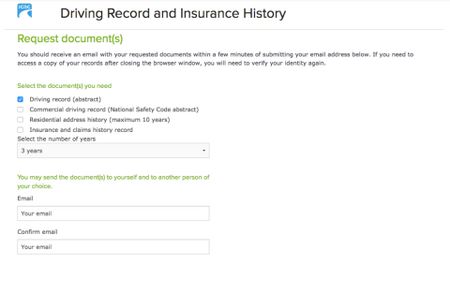 ICBC
Driving Record and Insurance History
Request document(s)
You should receive an email with your requested documents within a few minutes of submitting your email address below. If you need to
access a copy of your records after closing the browser window, you will need to verify your identity again.
Select the document(s) you need
Driving record (abstract)
Commercial driving record (National Safety Code abstract)
Residential address history (maximum 10 years)
Insurance and claims history record
Select the number of years
3 years
You may send the document(s) to yourself and to another person of
your choice.
Email
Your email
Confirm email
Your email